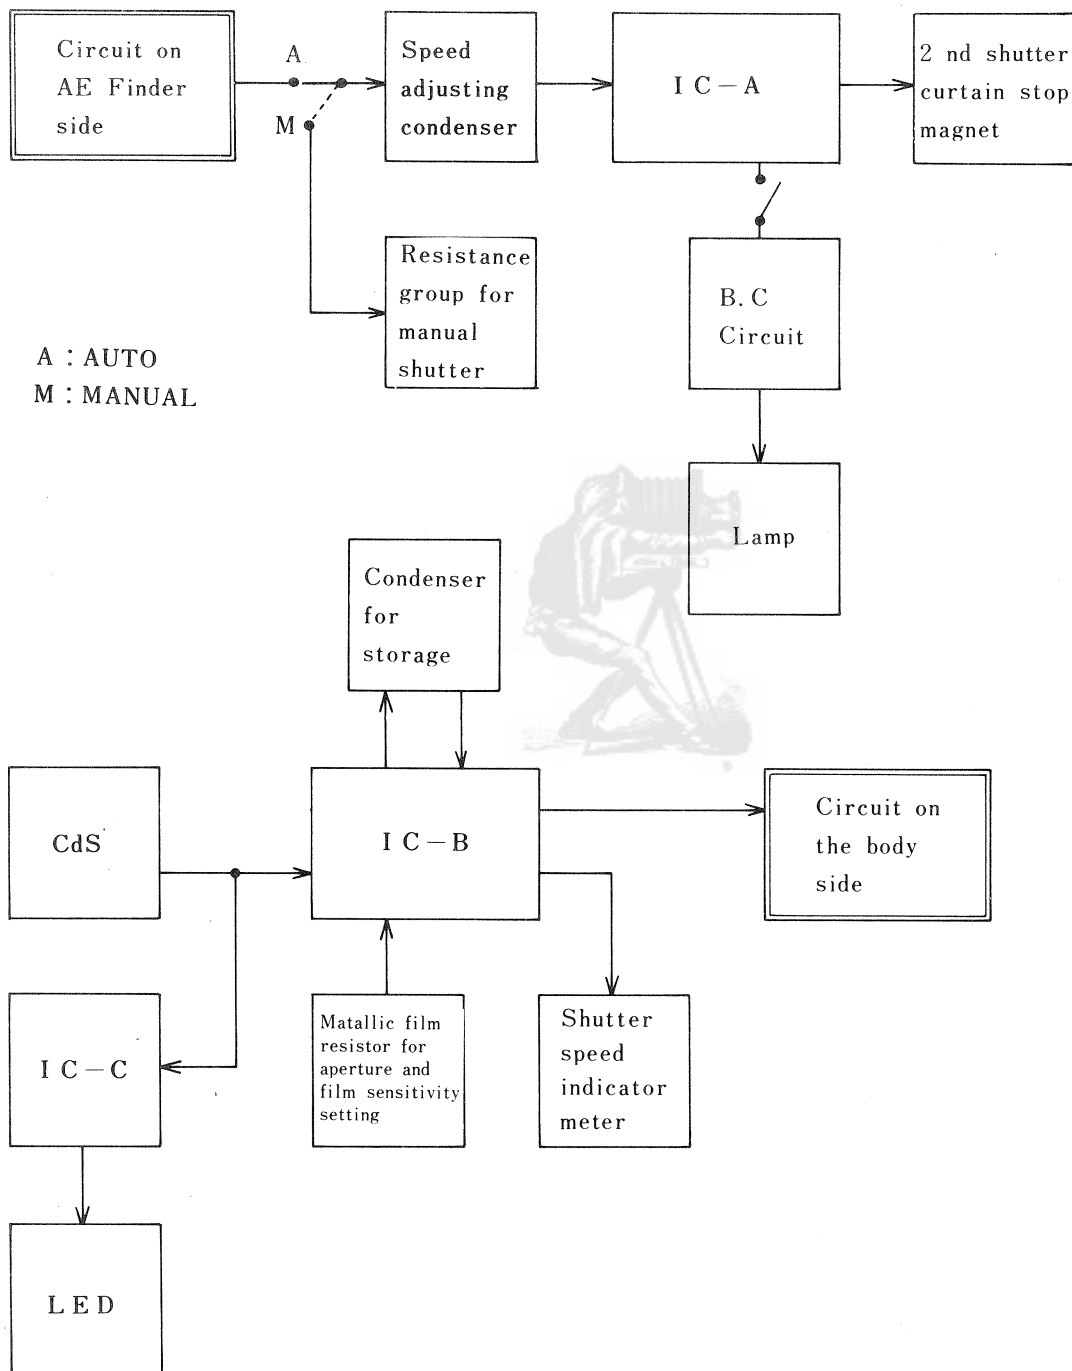 Circuit on
AE Finder
side
A
M
Speed
adjusting
condenser
I C - A
2 nd shutter
curtain stop
magnet
Resistance
group for
manual
shutter
B. C
Circuit
A : AUTO
M : MANUAL
Lamp
Condenser
for
storage
CdS
I C - B
Circuit on
the body
side
I C - C
Matallic film
resistor for
aperture and
film sensitivity
setting
Shutter
speed
indicator
meter
LED